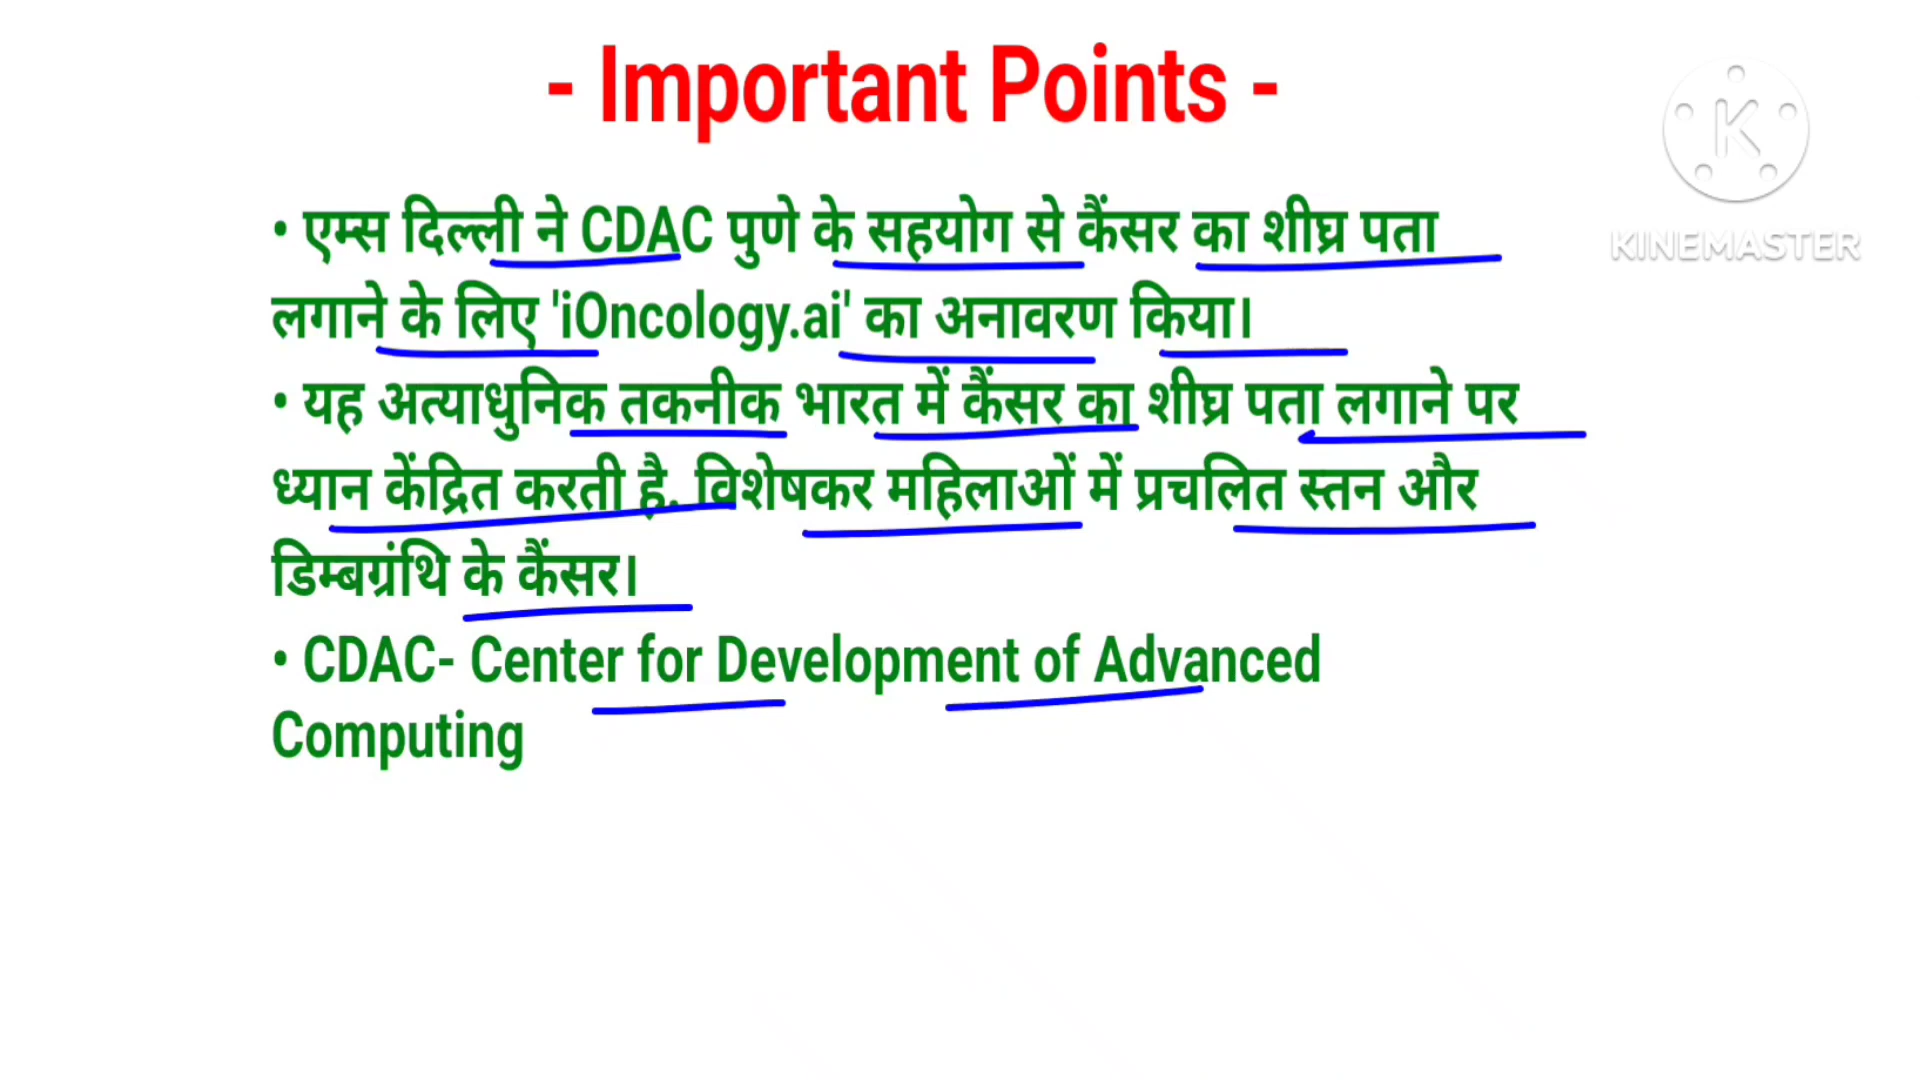 - Important Points -
• एम्स दिल्ली ने CDAC पुणे के सहयोग से कैंसर का शीघ्र पता
लगाने के लिए 'iOncology.ai' का अनावरण किया।
• यह अत्याधुनिक तकनीक भारत में कैंसर का शीघ्र पता लगाने पर
ध्यान केंद्रित करती है, विशेषकर महिलाओं में प्रचलित स्तन और
डिम्बग्रंथि के कैंसर।
• CDAC- Center for Development of Advanced
Computing
K
KINEMASTER